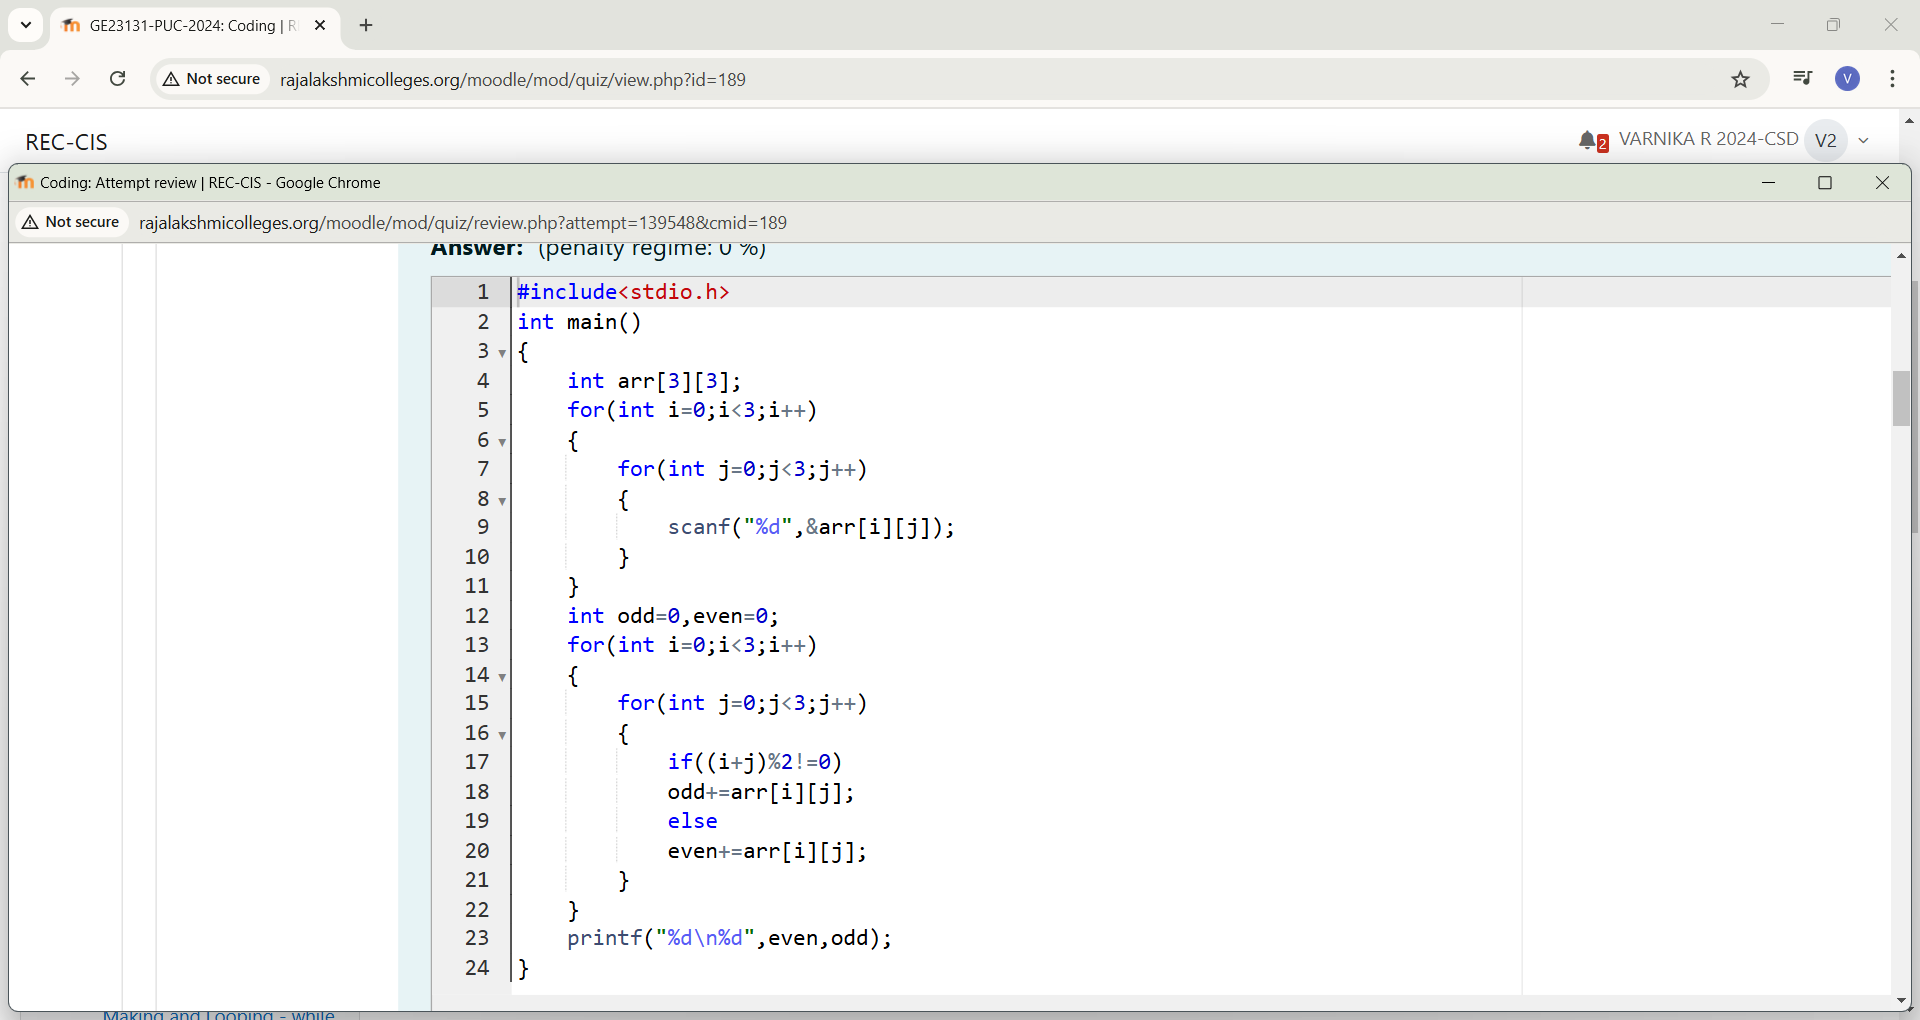 GE23131-PUC-2024: Coding | R
Not secure
rajalakshmicolleges.org/moodle/mod/quiz/view.php?id=189
V
REC-CIS
2
VARNIKA R 2024-CSD
V2
Coding: Attempt review | REC-CIS - Google Chrome
Not secure
rajalakshmicolleges.org/moodle/mod/quiz/review.php?attempt=139548&cmid=189
Answer: (penalty regime: 0 %)
1 #include<stdio.h>
2 int main()
3 {
4 int arr[3][3];
5 for(int i=0;i<3;i++)
6 {
7 for(int j=0;j<3;j++)
8 {
9 scanf("%d",&arr[i][j]);
10 }
11 }
12 int odd=0,even=0;
13 for(int i=0;i<3;i++)
14 {
15 for(int j=0;j<3;j++)
16 {
17 if((i+j)%2!=0)
18 odd+=arr[i][j];
19 else
20 even+=arr[i][j];
21 }
22 }
23 printf("%d\n%d",even,odd);
24 }
Making and Looping - while